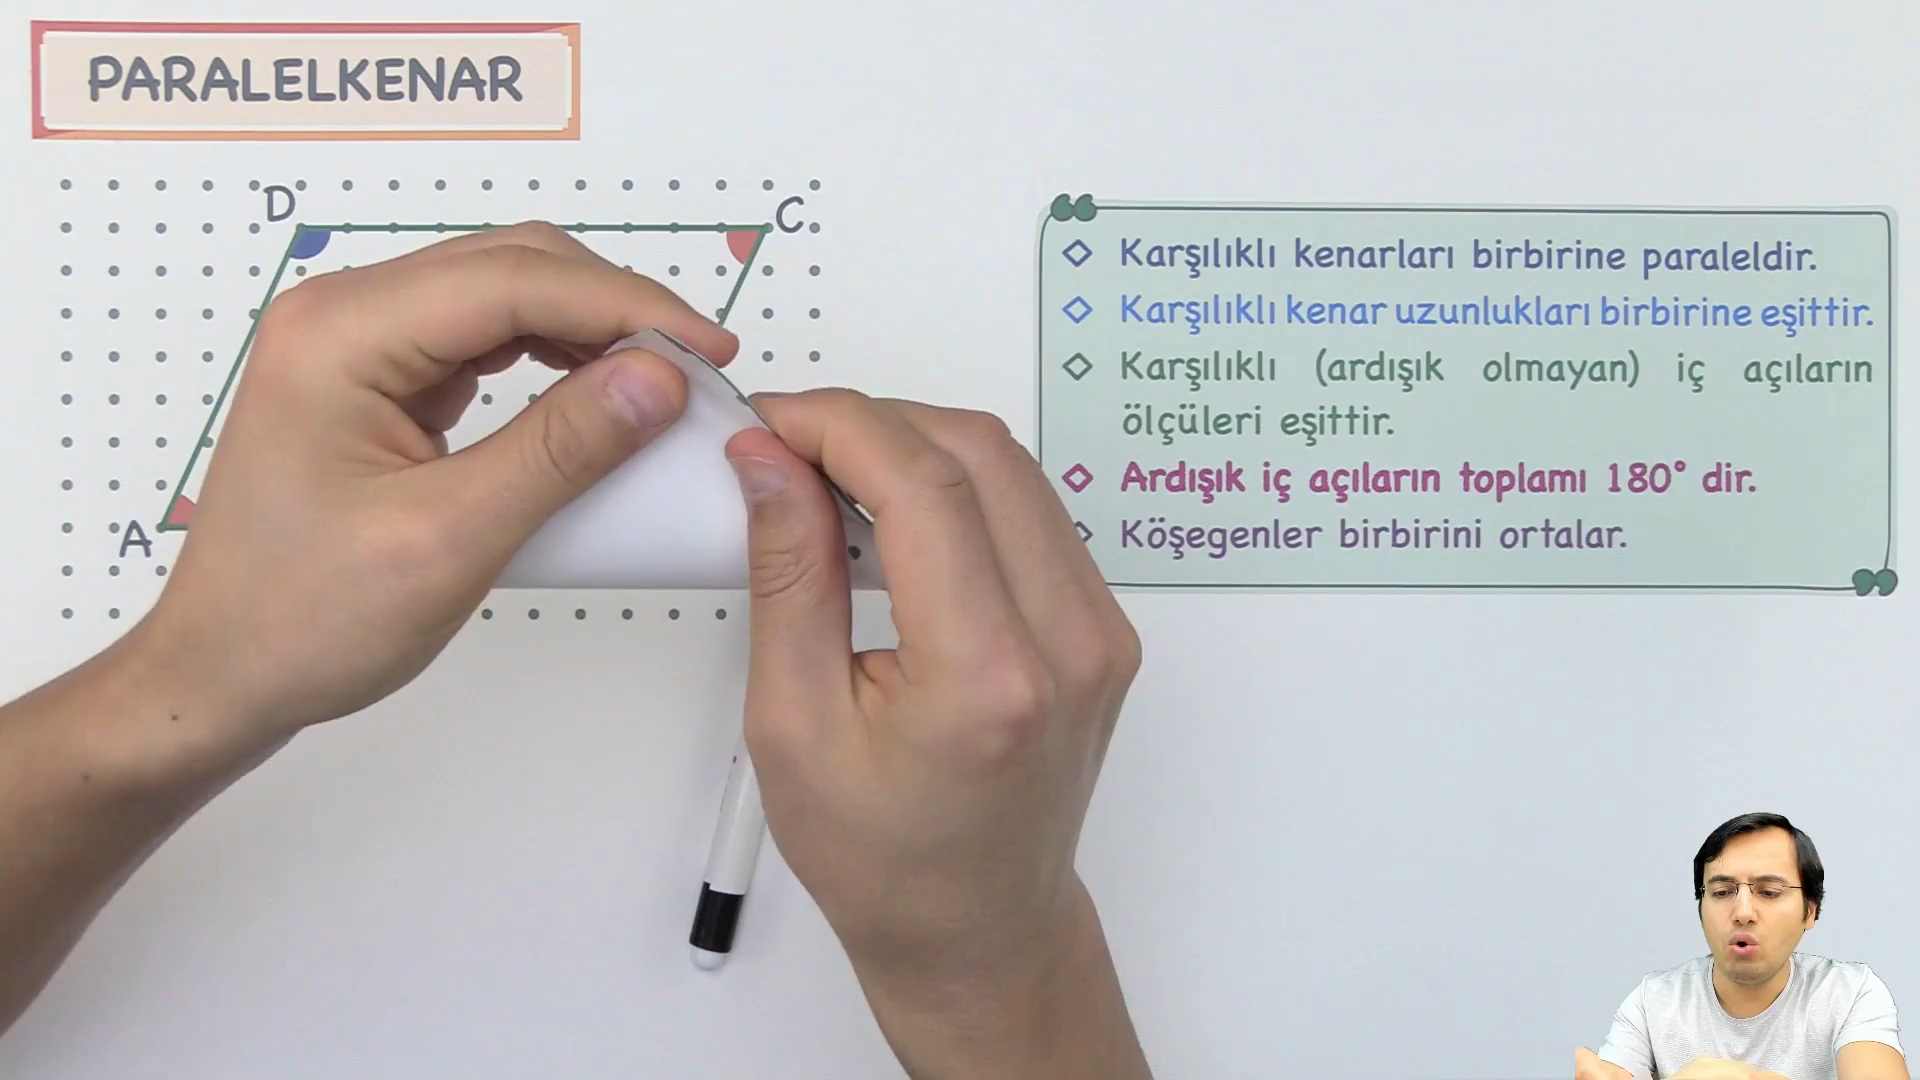 PARALELKENAR
D
C
A
Karşılıklı kenarları birbirine paraleldir.
Karşılıklı kenar uzunlukları birbirine eşittir.
Karşılıklı (ardışık olmayan) iç açıların
ölçüleri eşittir.
Ardışık iç açıların toplamı 180° dir.
Köşegenler birbirini ortalar.